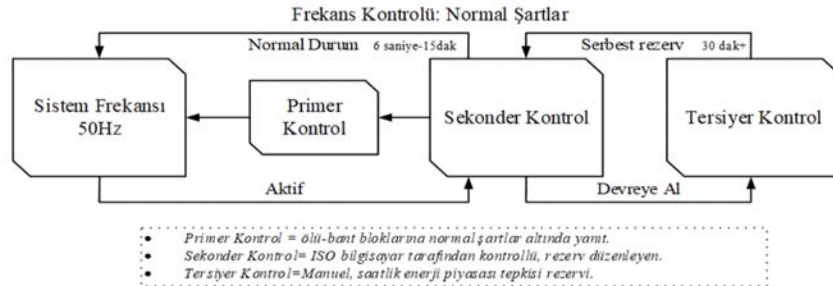 Frekans Kontrolü: Normal Şartlar
Normal Durum 6 saniye-15dak
Serbest rezerv 30 dak+
Sistem Frekansı
50Hz
Primer
Kontrol
Sekonder Kontrol
Tersiyer Kontrol
Aktif
Devreye Al
• Primer Kontrol = ölü-bant bloklarına normal şartlar altında yanıt.
• Sekonder Kontrol= ISO bilgisayar tarafından kontrollü, rezerv düzenleyen.
• Tersiyer Kontrol=Manuel, saatlik enerji piyasası tepkisi rezervi.